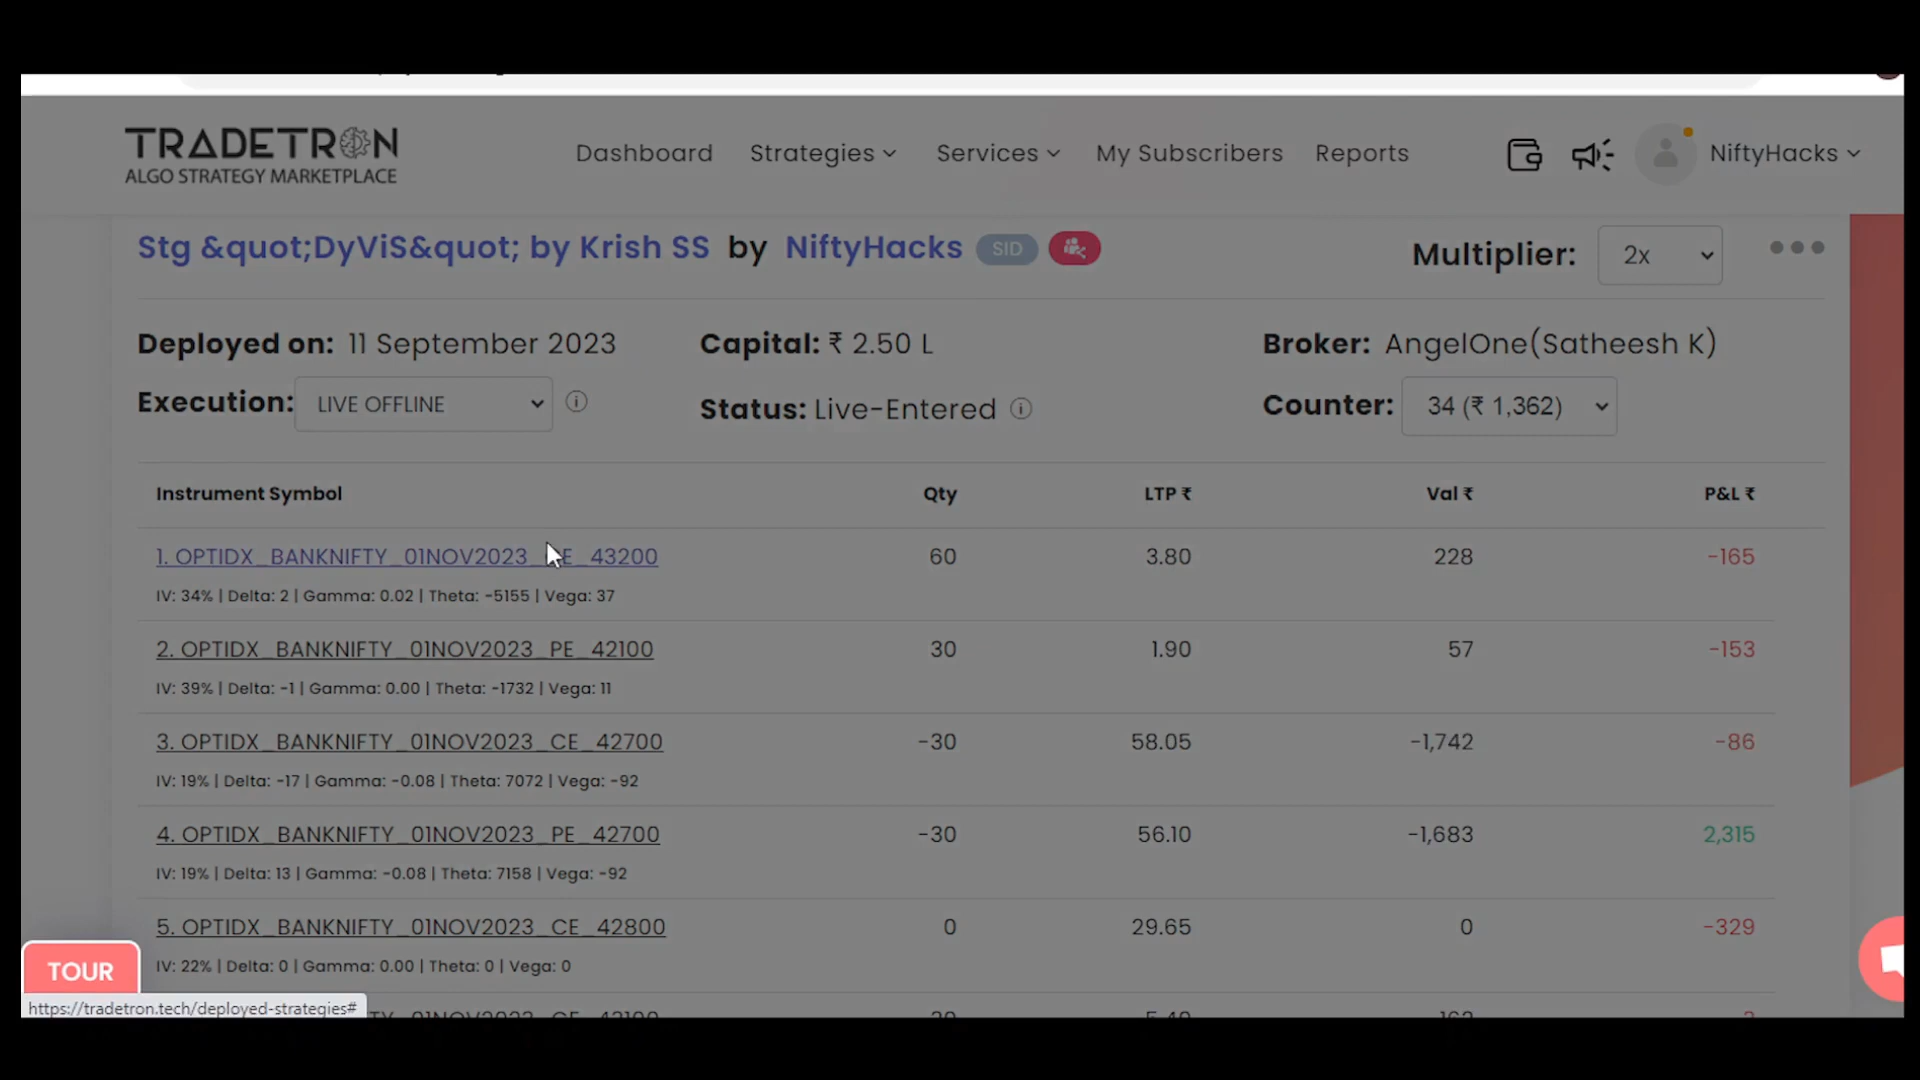 TRADETRON
ALGO STRATEGY MARKETPLACE
Dashboard Strategies Services My Subscribers Reports NiftyHacks
Stg &quot;DyViS&quot; by Krish SS by NiftyHacks SID Multiplier: 2x
Deployed on: 11 September 2023 Capital: ₹ 2.50 L Broker: AngelOne(Satheesh K)
Execution: LIVE OFFLINE Status: Live-Entered Counter: 34 (₹ 1,362)
Instrument Symbol Qty LTP ₹ Val ₹ P&L ₹
1. OPTIDX_BANKNIFTY_01NOV2023_CE_43200 60 3.80 228 -165
IV: 34% | Delta: 2 | Gamma: 0.02 | Theta: -5155 | Vega: 37
2. OPTIDX_BANKNIFTY_01NOV2023_PE_42100 30 1.90 57 -153
IV: 39% | Delta: -1 | Gamma: 0.00 | Theta: -1732 | Vega: 11
3. OPTIDX_BANKNIFTY_01NOV2023_CE_42700 -30 58.05 -1,742 -86
IV: 19% | Delta: -17 | Gamma: -0.08 | Theta: 7072 | Vega: -92
4. OPTIDX_BANKNIFTY_01NOV2023_PE_42700 -30 56.10 -1,683 2,315
IV: 19% | Delta: 13 | Gamma: -0.08 | Theta: 7158 | Vega: -92
5. OPTIDX_BANKNIFTY_01NOV2023_CE_42800 0 29.65 0 -329
IV: 22% | Delta: 0 | Gamma: 0.00 | Theta: 0 | Vega: 0
TOUR
https://tradetron.tech/deployed-strategies#